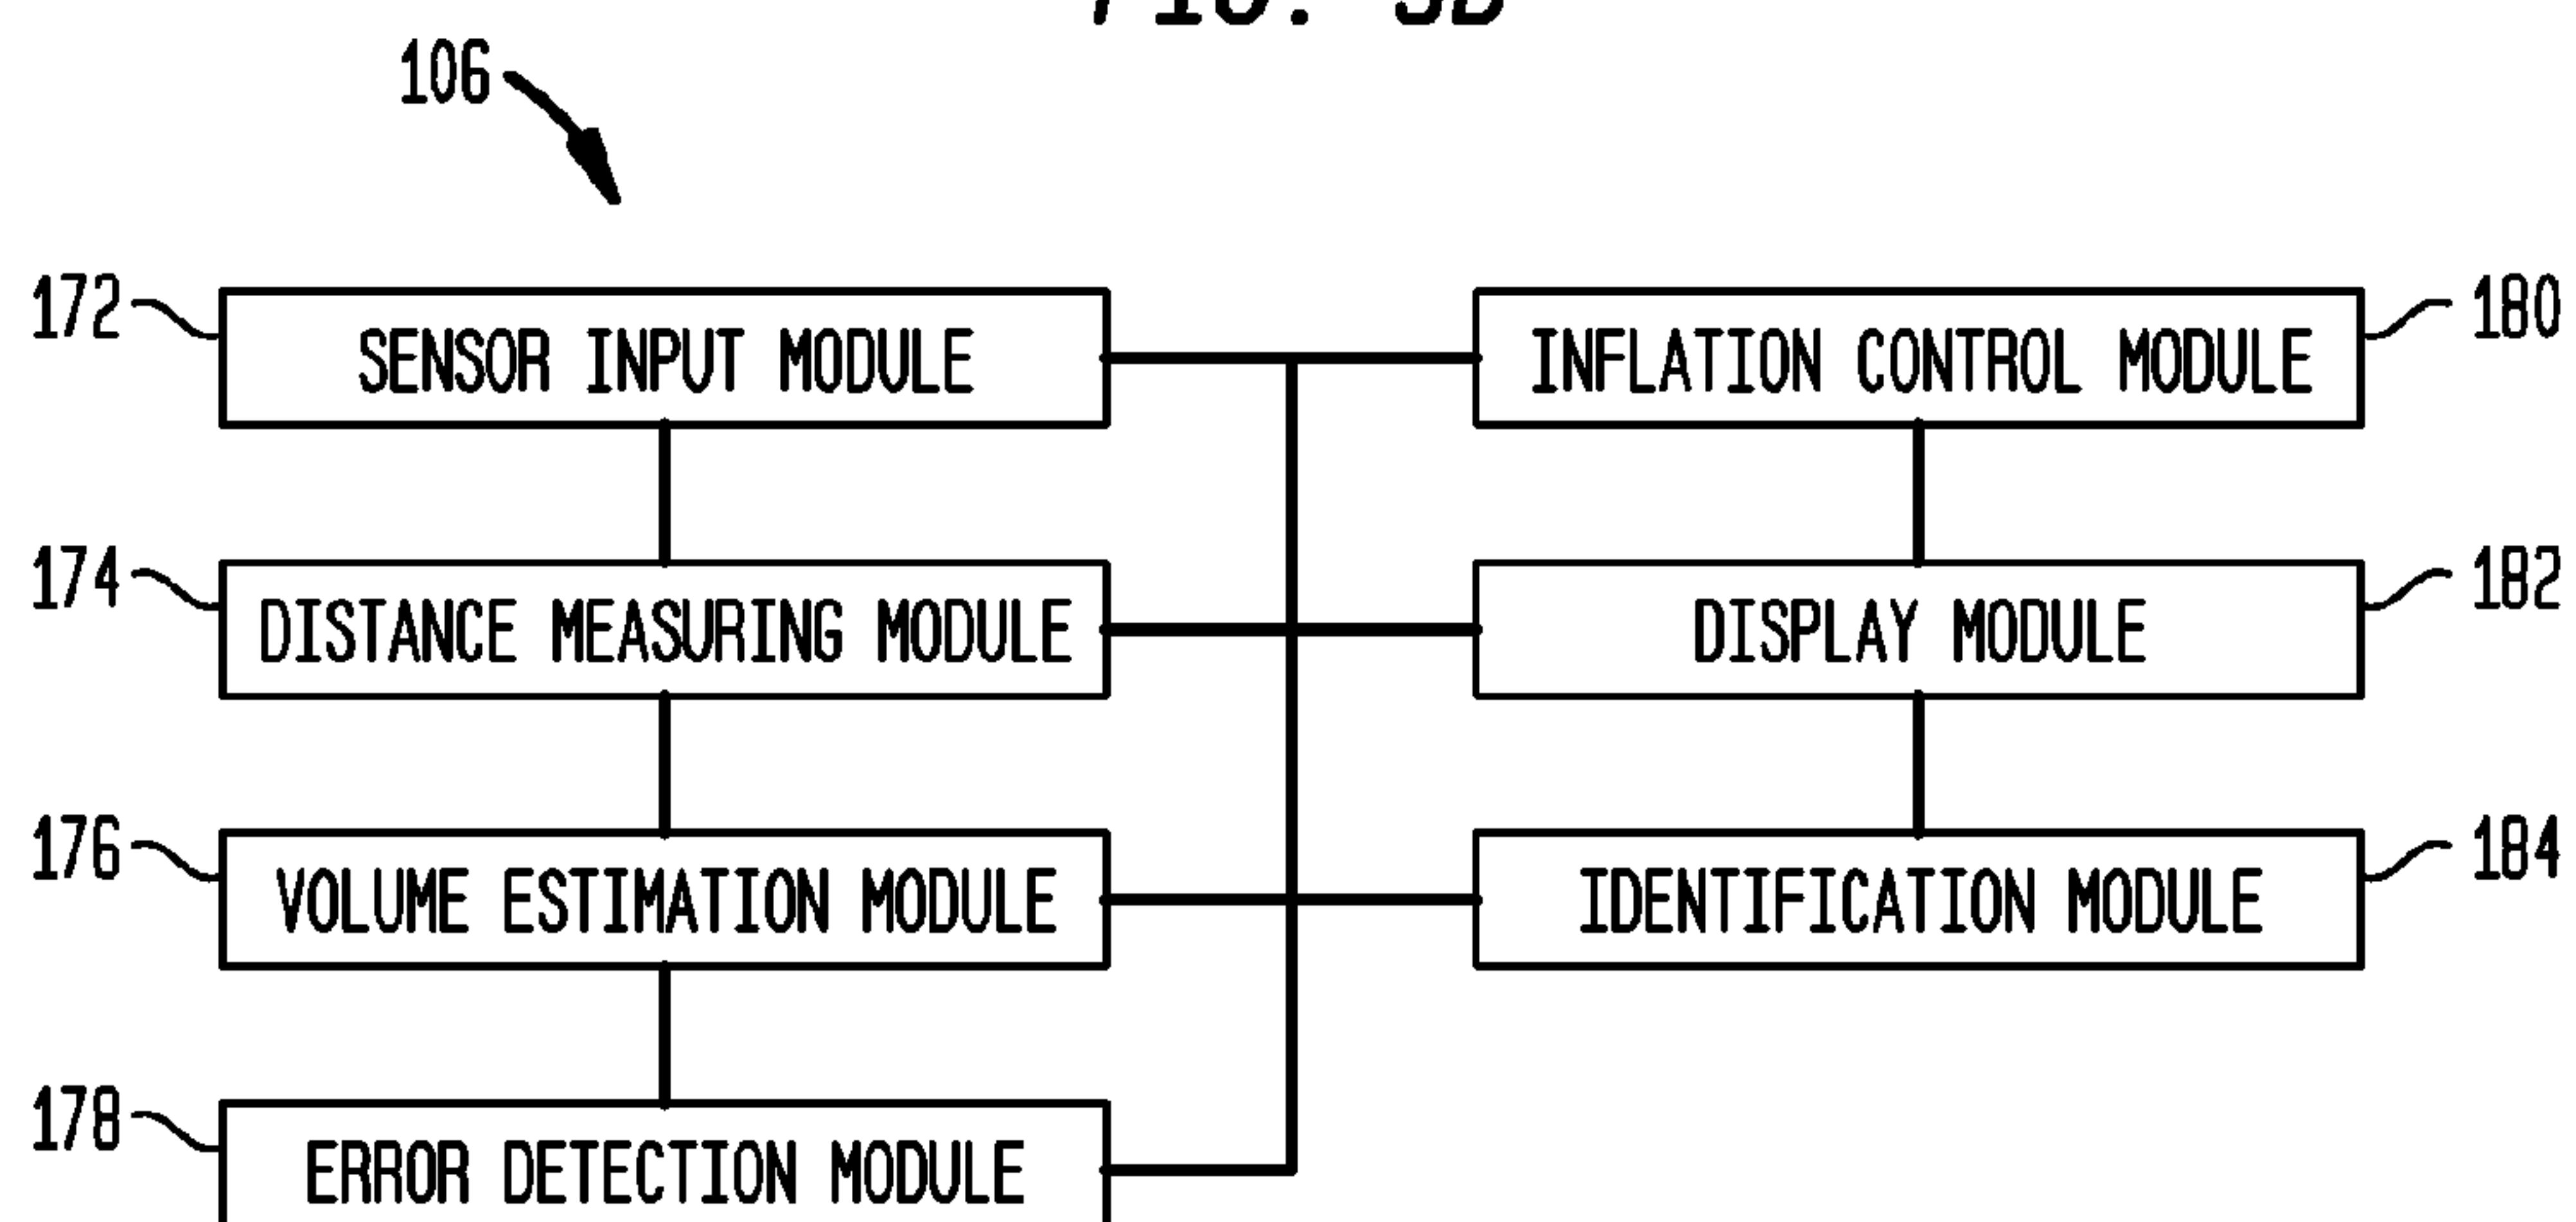 106
172 SENSOR INPUT MODULE
INFLATION CONTROL MODULE 180
174 DISTANCE MEASURING MODULE
DISPLAY MODULE 182
176 VOLUME ESTIMATION MODULE
IDENTIFICATION MODULE 184
178 ERROR DETECTION MODULE